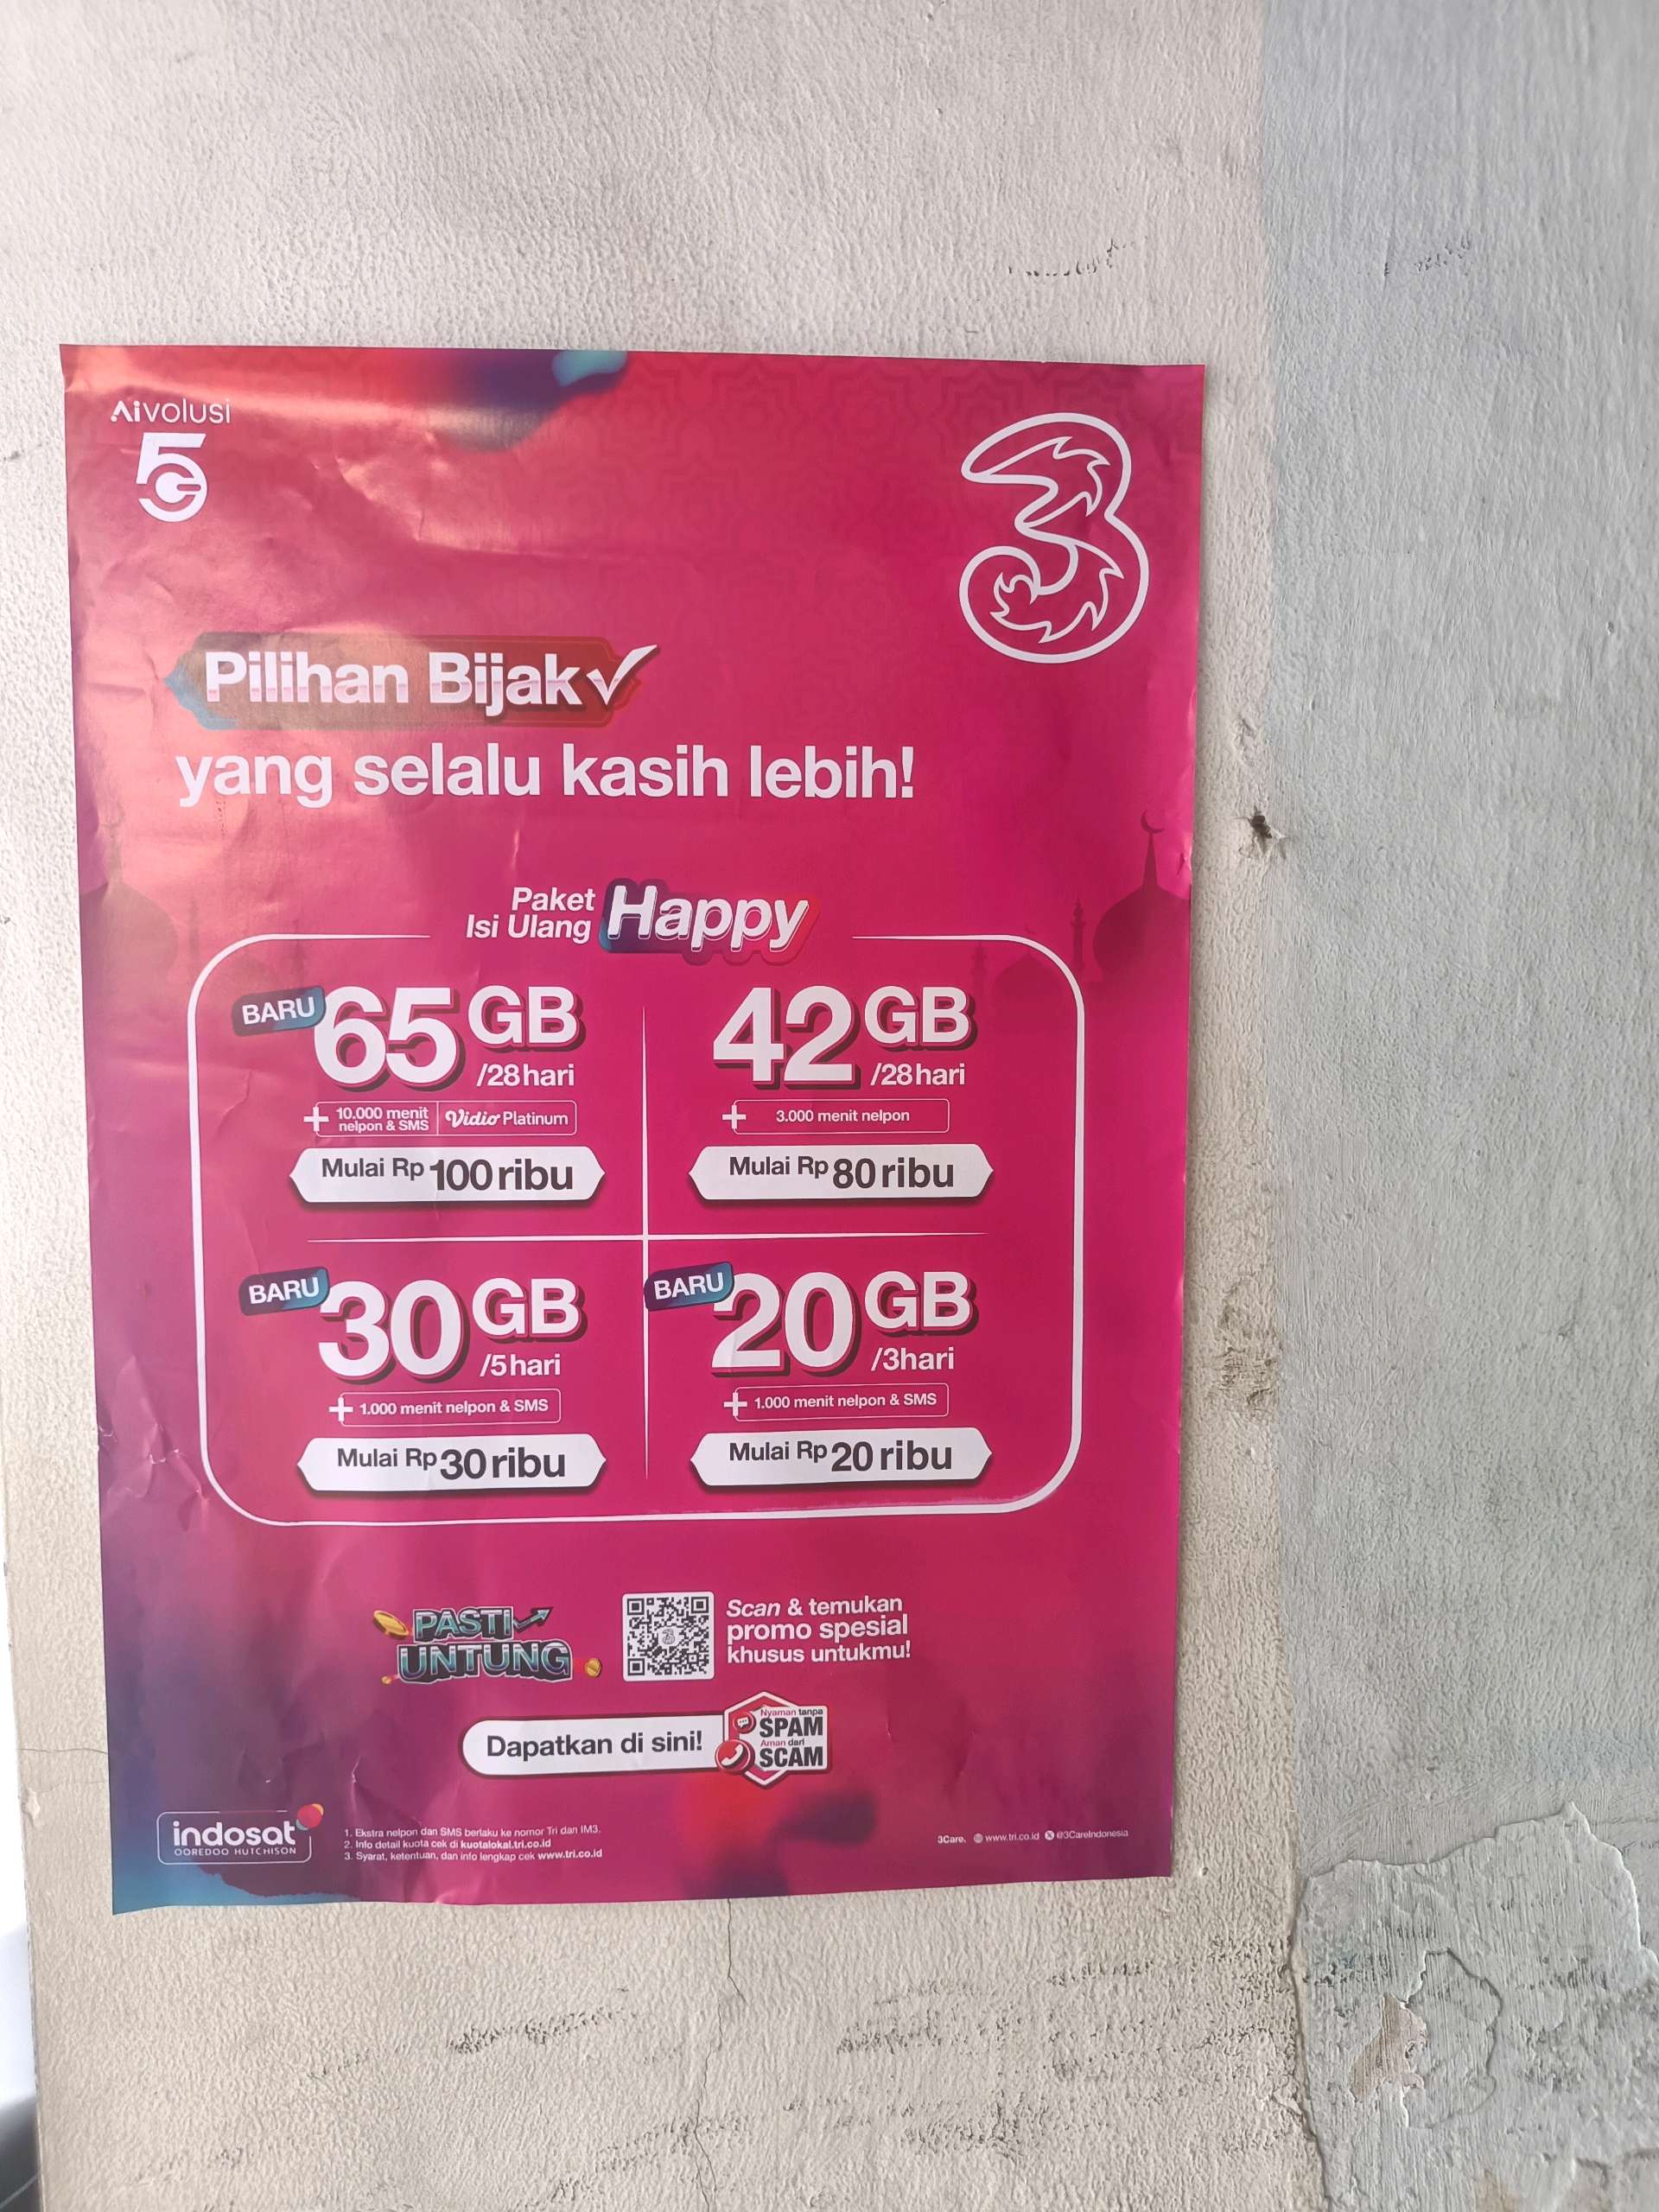 Aivolusi
5G
3
Pilihan Bijak
yang selalu kasih lebih!
Paket
Isi Ulang
Happy
BARU
65 GB
/28 hari
+ 10.000 menit
nelpon & SMS
Vidio Platinum
Mulai Rp 100 ribu
42 GB
/28 hari
+ 3.000 menit nelpon
Mulai Rp 80 ribu
BARU
30 GB
/5 hari
+ 1.000 menit nelpon & SMS
Mulai Rp 30 ribu
BARU
20 GB
/3hari
+ 1.000 menit nelpon & SMS
Mulai Rp 20 ribu
PASTI
UNTUNG
Scan & temukan
promo spesial
khusus untukmu!
Dapatkan di sini!
Nyaman tanpa
SPAM
Aman dari
SCAM
indosat
OOREDOO HUTCHISON
1. Ekstra nelpon dan SMS berlaku ke nomor Tri dan IM3.
2. Info detail kuota cek di kuotalokal.tri.co.id
3. Syarat, ketentuan, dan info lengkap cek www.tri.co.id
3Care. www.tri.co.id @3CareIndonesia